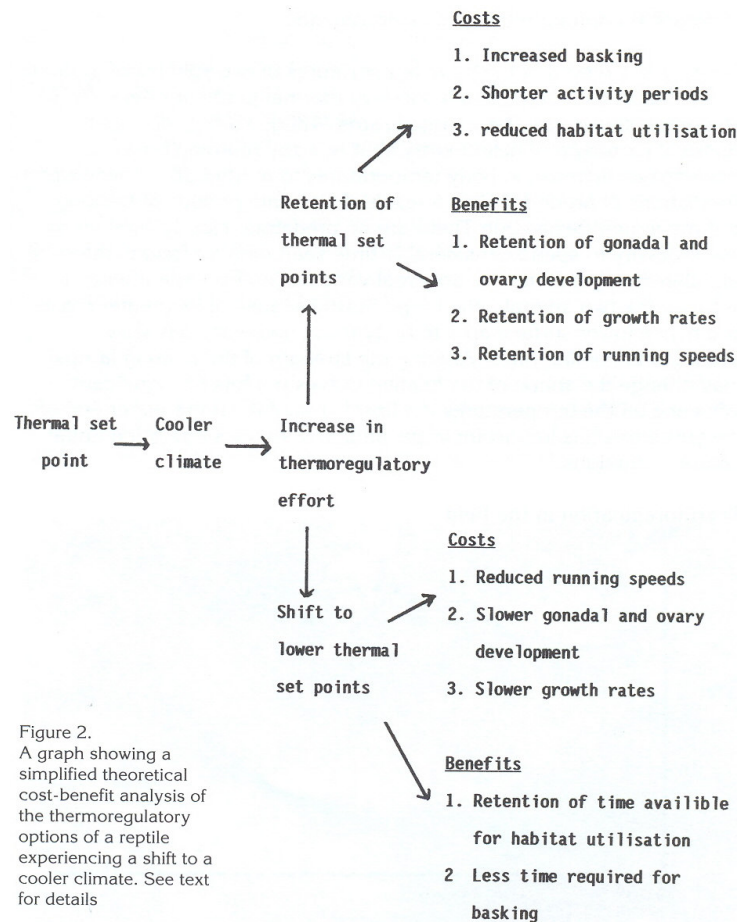 Costs
1. Increased basking
2. Shorter activity periods
3. reduced habitat utilisation
Retention of
thermal set
points
Benefits
1. Retention of gonadal and
ovary development
2. Retention of growth rates
3. Retention of running speeds
Thermal set
point
Cooler
climate
Increase in
thermoregulatory
effort
Shift to
lower thermal
set points
Costs
1. Reduced running speeds
2. Slower gonadal and ovary
development
3. Slower growth rates
Benefits
1. Retention of time availible
for habitat utilisation
2 Less time required for
basking
Figure 2.
A graph showing a
simplified theoretical
cost-benefit analysis of
the thermoregulatory
options of a reptile
experiencing a shift to a
cooler climate. See text
for details